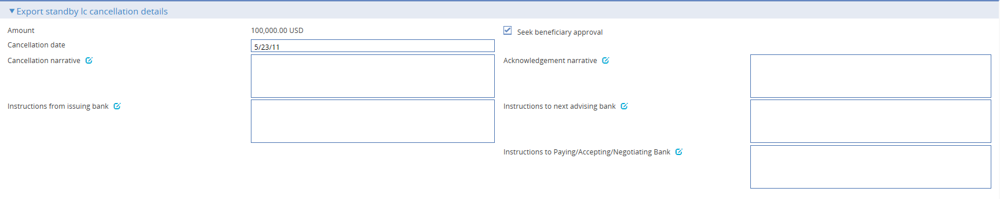 Export standby lc cancellation details
Amount 100,000.00 USD Seek beneficiary approval
Cancellation date 5/23/11
Cancellation narrative Acknowledgement narrative
Instructions from issuing bank Instructions to next advising bank
Instructions to Paying/Accepting/Negotiating Bank